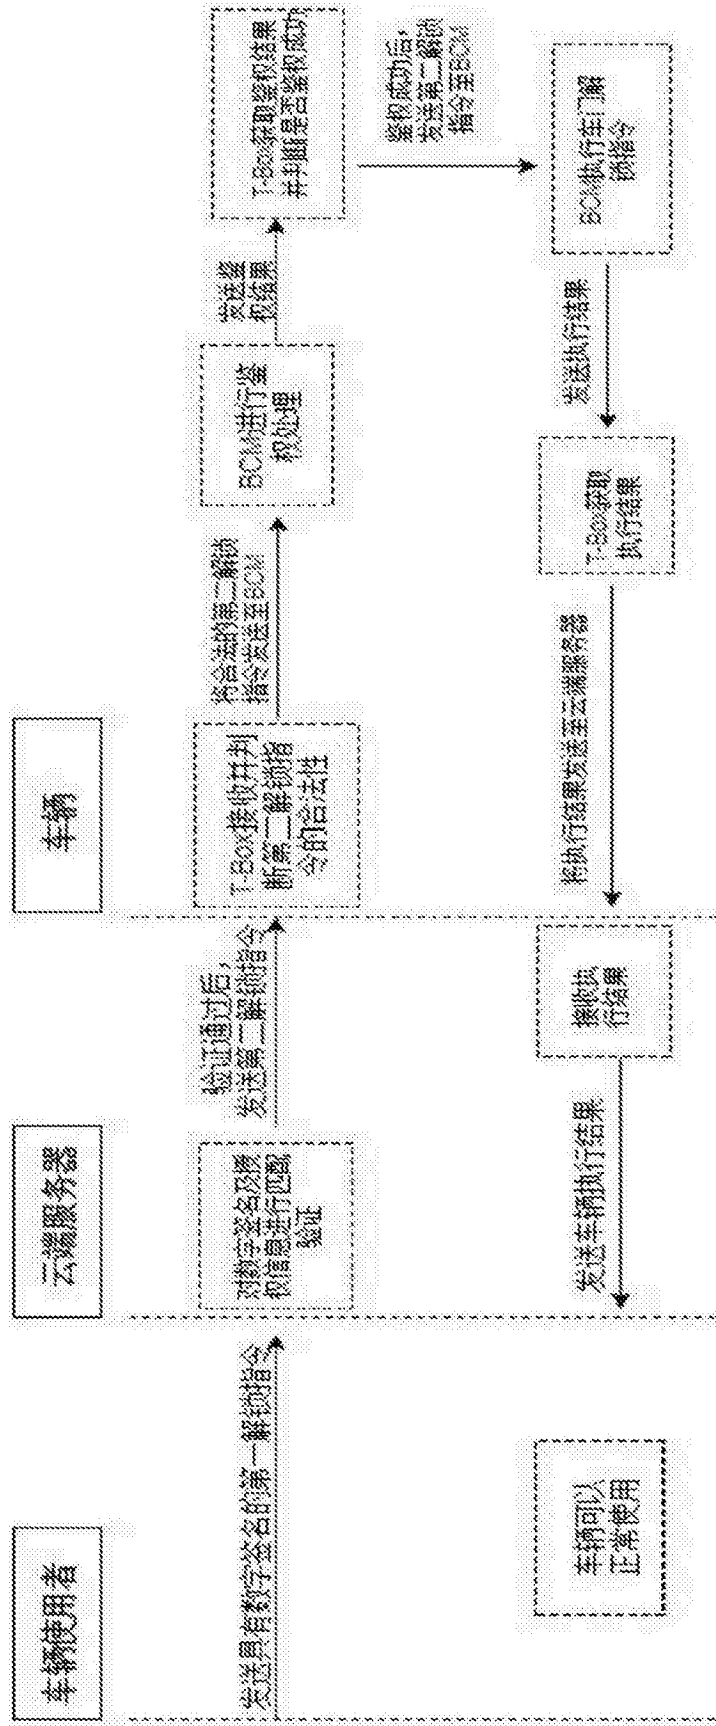 车辆使用者
云端服务器
车辆
发送具有数字签名的第一解锁指令
对数字签名及授
权信息进行匹配
验证
验证通过后，
发送第二解锁指令
T-Box接收并判
断第二解锁指
令的合法性
将合法的第二解锁
指令发送至BCM
BCM进行鉴
权处理
发送鉴
权结果
T-Box获取鉴权结果
并判断是否鉴权成功
鉴权成功后，
发送第二解锁
指令至BCM
BCM执行车门解
锁指令
发送执行结果
T-Box获取
执行结果
将执行结果发送至云端服务器
接收执
行结果
发送车辆执行结果
车辆可以
正常使用